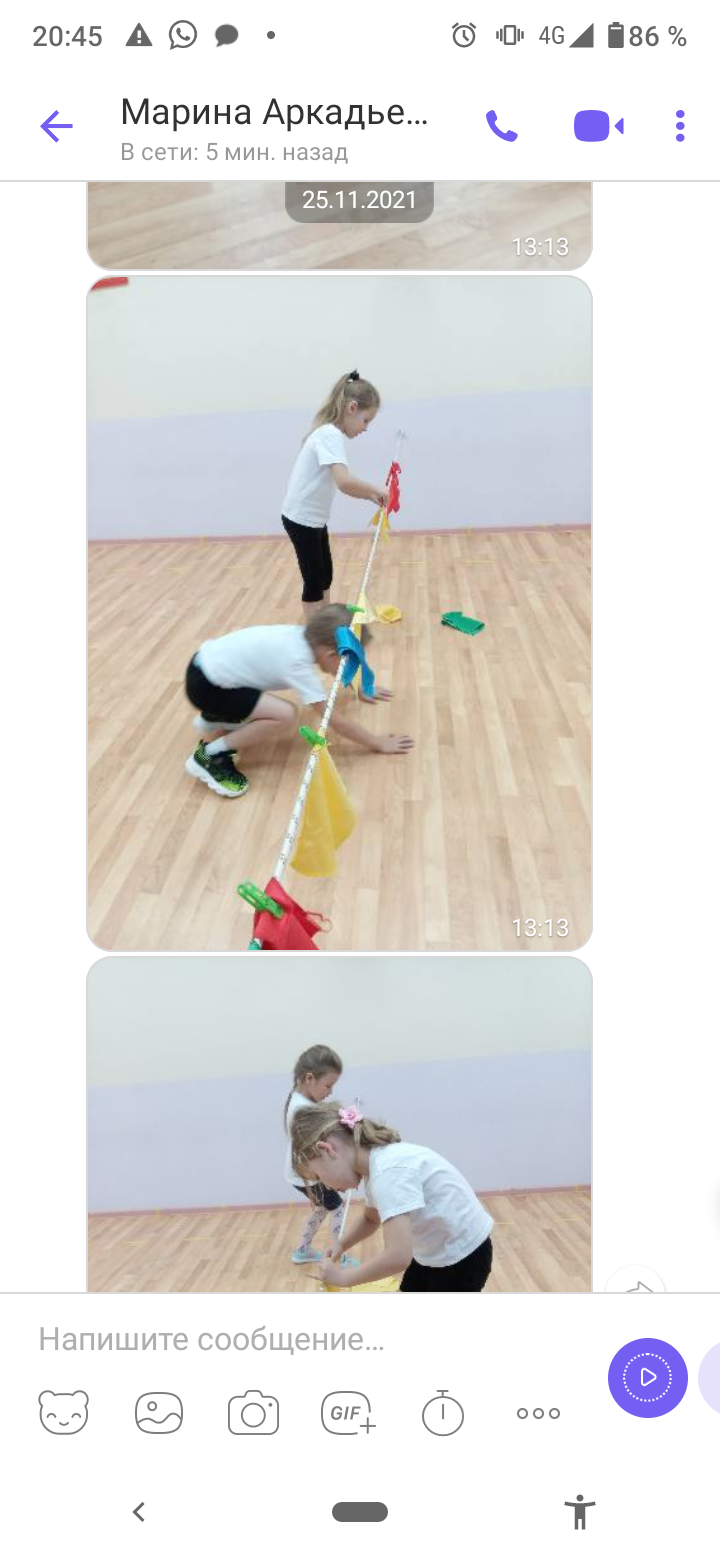 20:45 4G 86 %
Марина Аркадье...
В сети: 5 мин. назад
25.11.2021
13:13
13:13
Напишите сообщение...
GIF